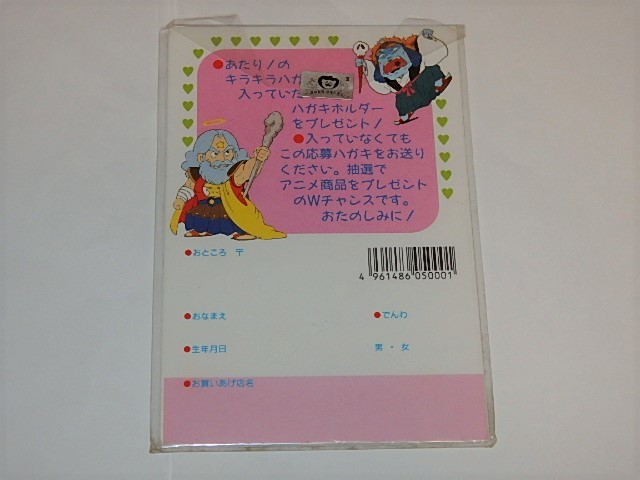 ●あたり!の
キラキラハガ
入っていた
ハガキホルダー
をプレゼント!
●入っていなくても
この応募ハガキをお送り
ください。抽選で
アニメ商品をプレゼント
のWチャンスです。
おたのしみに!
●おところ 〒
4 961486 050001
●おなまえ ●でんわ
●生年月日 男・女
●お買いあげ店名